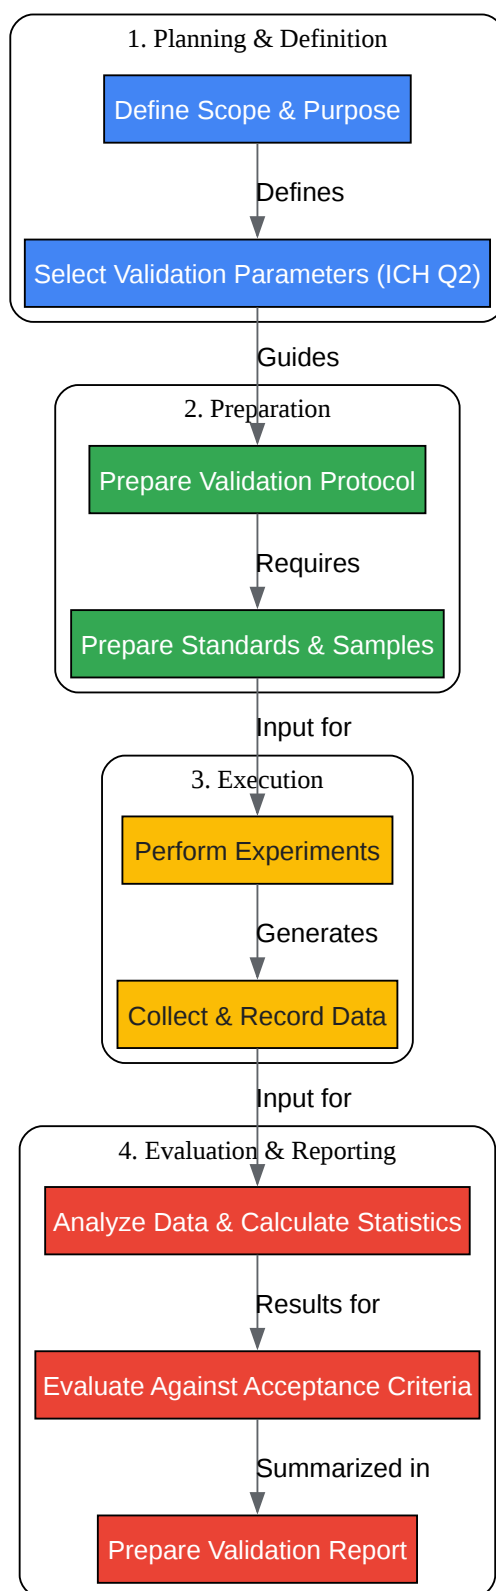 1. Planning & Definition
Define Scope & Purpose
Defines
Select Validation Parameters (ICH Q2)
Guides
2. Preparation
Prepare Validation Protocol
Requires
Prepare Standards & Samples
Input for
3. Execution
Perform Experiments
Generates
Collect & Record Data
Input for
4. Evaluation & Reporting
Analyze Data & Calculate Statistics
Results for
Evaluate Against Acceptance Criteria
Summarized in
Prepare Validation Report